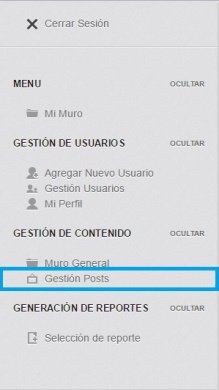 Cerrar Sesión
MENU OCULTAR
Mi Muro
GESTIÓN DE USUARIOS OCULTAR
Agregar Nuevo Usuario
Gestión Usuarios
Mi Perfil
GESTIÓN DE CONTENIDO OCULTAR
Muro General
Gestión Posts
GENERACIÓN DE REPORTES OCULTAR
Selección de reporte